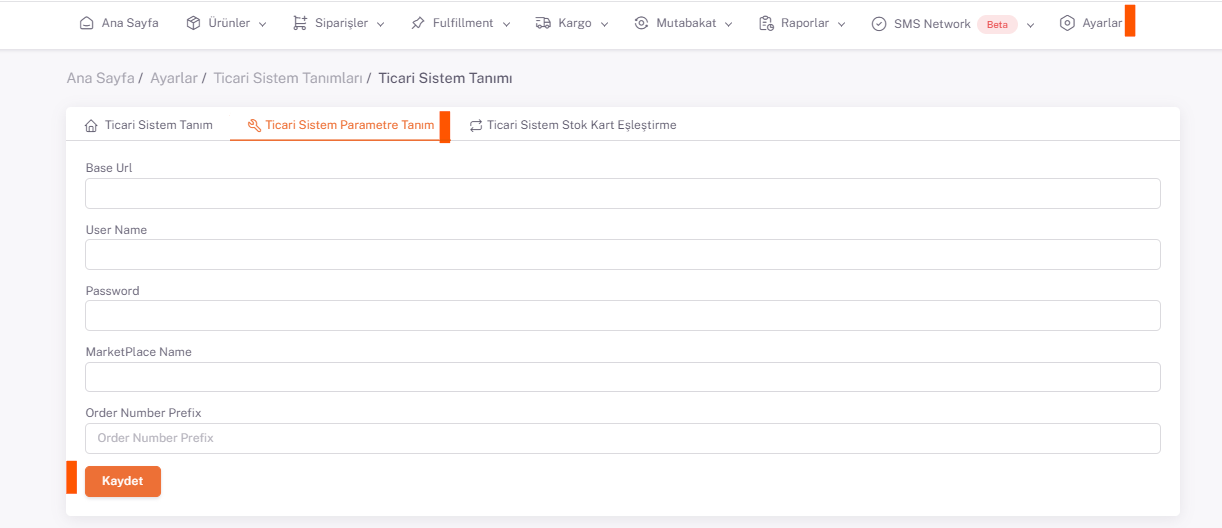 Ana Sayfa Ürünler Siparişler Fulfillment Kargo Mutabakat Raporlar SMS Network Beta Ayarlar
Ana Sayfa / Ayarlar / Ticari Sistem Tanımları / Ticari Sistem Tanımı
Ticari Sistem Tanım Ticari Sistem Parametre Tanım Ticari Sistem Stok Kart Eşleştirme
Base Url
User Name
Password
MarketPlace Name
Order Number Prefix
Order Number Prefix
Kaydet